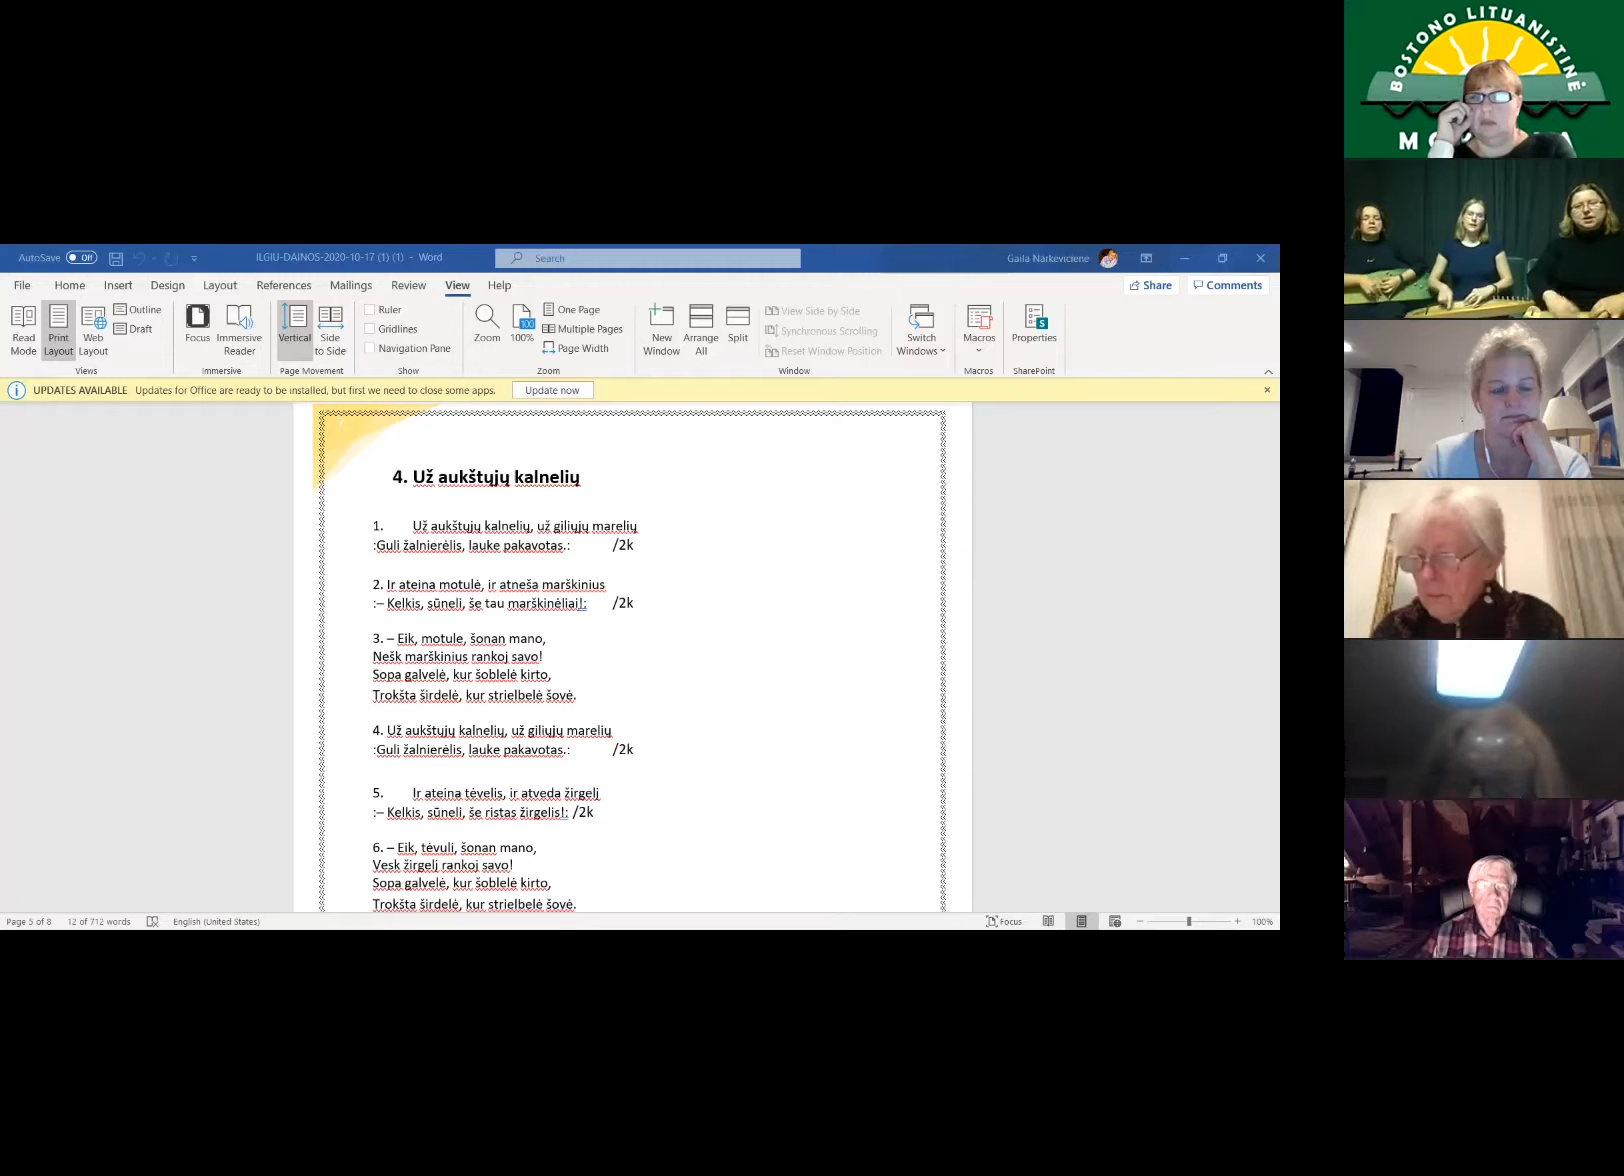 AutoSave Off ILGIU-DAINOS-2020-10-17 (1) (1) - Word Search Gaila Narkeviciene
File Home Insert Draw Design Layout References Mailings Review View Help Share Comments
Read Mode
Print Layout
Web Layout
Outline
Draft
Views
Focus
Immersive Reader
Immersive
Vertical
Side to Side
Page Movement
Ruler
Gridlines
Navigation Pane
Show
Zoom
100
100%
One Page
Multiple Pages
Page Width
Zoom
New Window
Arrange All
Split
View Side by Side
Synchronous Scrolling
Reset Window Position
Window
Switch Windows
Macros
Macros
S
Properties
SharePoint
UPDATES AVAILABLE Updates for Office are ready to be installed, but first we need to close some apps. Update now
4. Už aukštųjų kalnelių
1. Už aukštųjų kalnelių, už giliųjų marelių
:Guli žalnierėlis, lauke pakavotas.: /2k
2. Ir ateina motulė, ir atneša marškinius
:– Kelkis, sūneli, še tau marškinėliai!: /2k
3. – Eik, motule, šonan mano,
Nešk marškinius rankoj savo!
Sopa galvelė, kur šoblelė kirto,
Trokšta širdelė, kur strielbelė šovė.
4. Už aukštųjų kalnelių, už giliųjų marelių
:Guli žalnierėlis, lauke pakavotas.: /2k
5. Ir ateina tėvelis, ir atveda žirgelį
:– Kelkis, sūneli, še ristas žirgelis!: /2k
6. – Eik, tėvuli, šonan mano,
Vesk žirgelį rankoj savo!
Sopa galvelė, kur šoblelė kirto,
Trokšta širdelė, kur strielbelė šovė.
Page 5 of 8 12 of 712 words English (United States) Focus 100%
BOSTONO LITUANISTINĖ